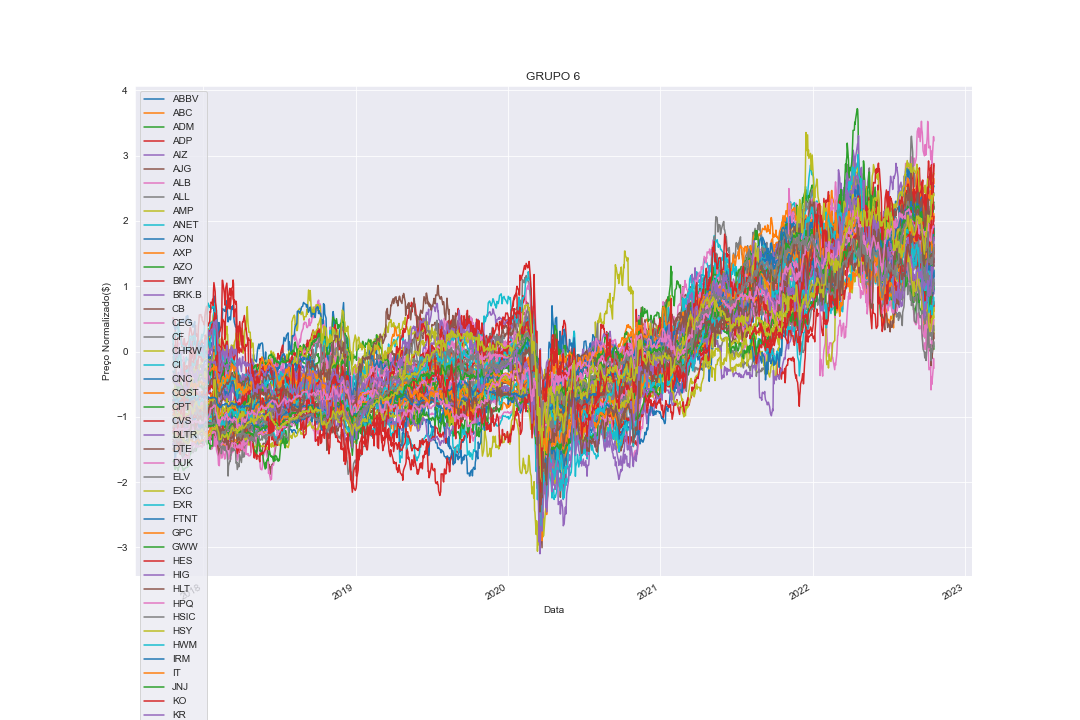 GRUPO 6
4
3
2
1
0
−1
−2
−3
Preço Normalizado($)
2018
2019
2020
2021
2022
2023
Data
ABBV
ABC
ADM
ADP
AIZ
AJG
ALB
ALL
AMP
ANET
AON
AXP
AZO
BMY
BRK.B
CB
CEG
CF
CHRW
CI
CNC
COST
CPT
CVS
DLTR
DTE
DUK
ELV
EXC
EXR
FTNT
GPC
GWW
HES
HIG
HLT
HPQ
HSIC
HSY
HWM
IRM
IT
JNJ
KO
KR